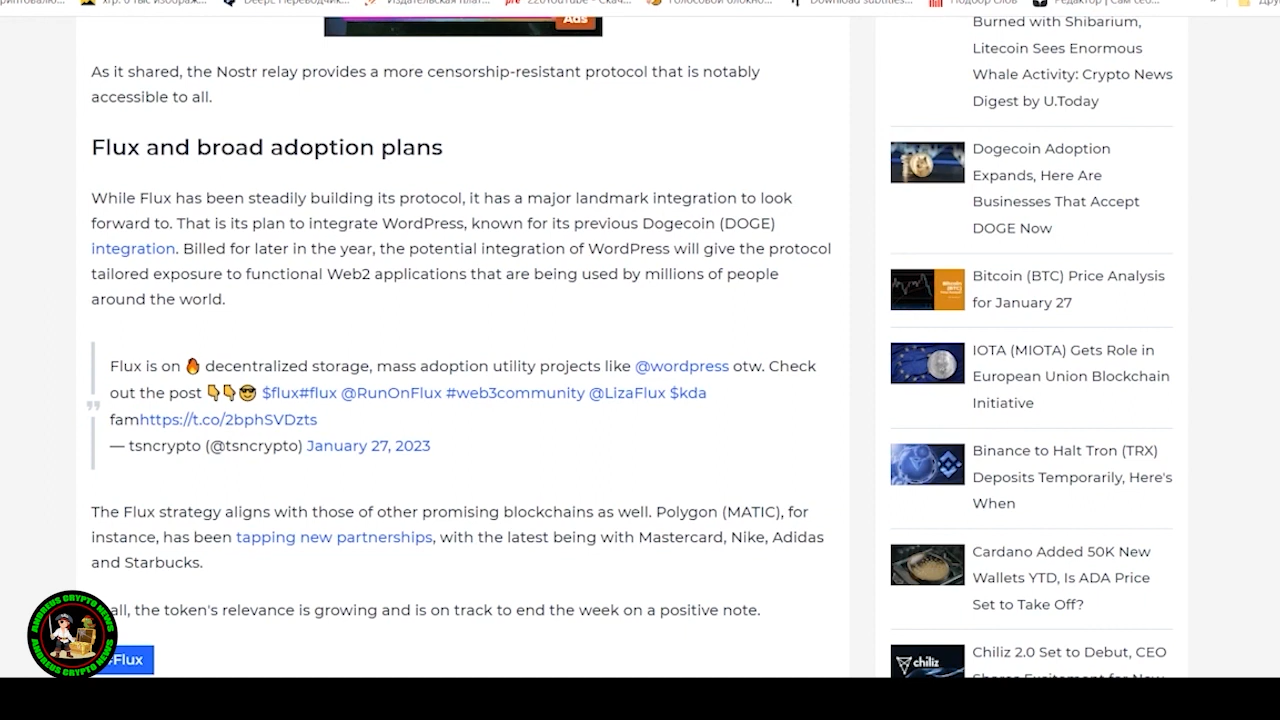 Ads
As it shared, the Nostr relay provides a more censorship-resistant protocol that is notably
accessible to all.
Flux and broad adoption plans
While Flux has been steadily building its protocol, it has a major landmark integration to look
forward to. That is its plan to integrate WordPress, known for its previous Dogecoin (DOGE)
integration. Billed for later in the year, the potential integration of WordPress will give the protocol
tailored exposure to functional Web2 applications that are being used by millions of people
around the world.
Flux is on 🔥 decentralized storage, mass adoption utility projects like @wordpress otw. Check
out the post 👇👇😎 $flux#flux @RunOnFlux #web3community @LizaFlux $kda
famhttps://t.co/2bphSVDzts
— tsncrypto (@tsncrypto) January 27, 2023
The Flux strategy aligns with those of other promising blockchains as well. Polygon (MATIC), for
instance, has been tapping new partnerships, with the latest being with Mastercard, Nike, Adidas
and Starbucks.
all, the token's relevance is growing and is on track to end the week on a positive note.
#Flux
ANDREUS CRYPTO NEWS
ANDREUS CRYPTO NEWS
Burned with Shibarium,
Litecoin Sees Enormous
Whale Activity: Crypto News
Digest by U.Today
Dogecoin Adoption
Expands, Here Are
Businesses That Accept
DOGE Now
Bitcoin (BTC) Price Analysis
for January 27
IOTA (MIOTA) Gets Role in
European Union Blockchain
Initiative
Binance to Halt Tron (TRX)
Deposits Temporarily, Here's
When
Cardano Added 50K New
Wallets YTD, Is ADA Price
Set to Take Off?
chiliz
Chiliz 2.0 Set to Debut, CEO